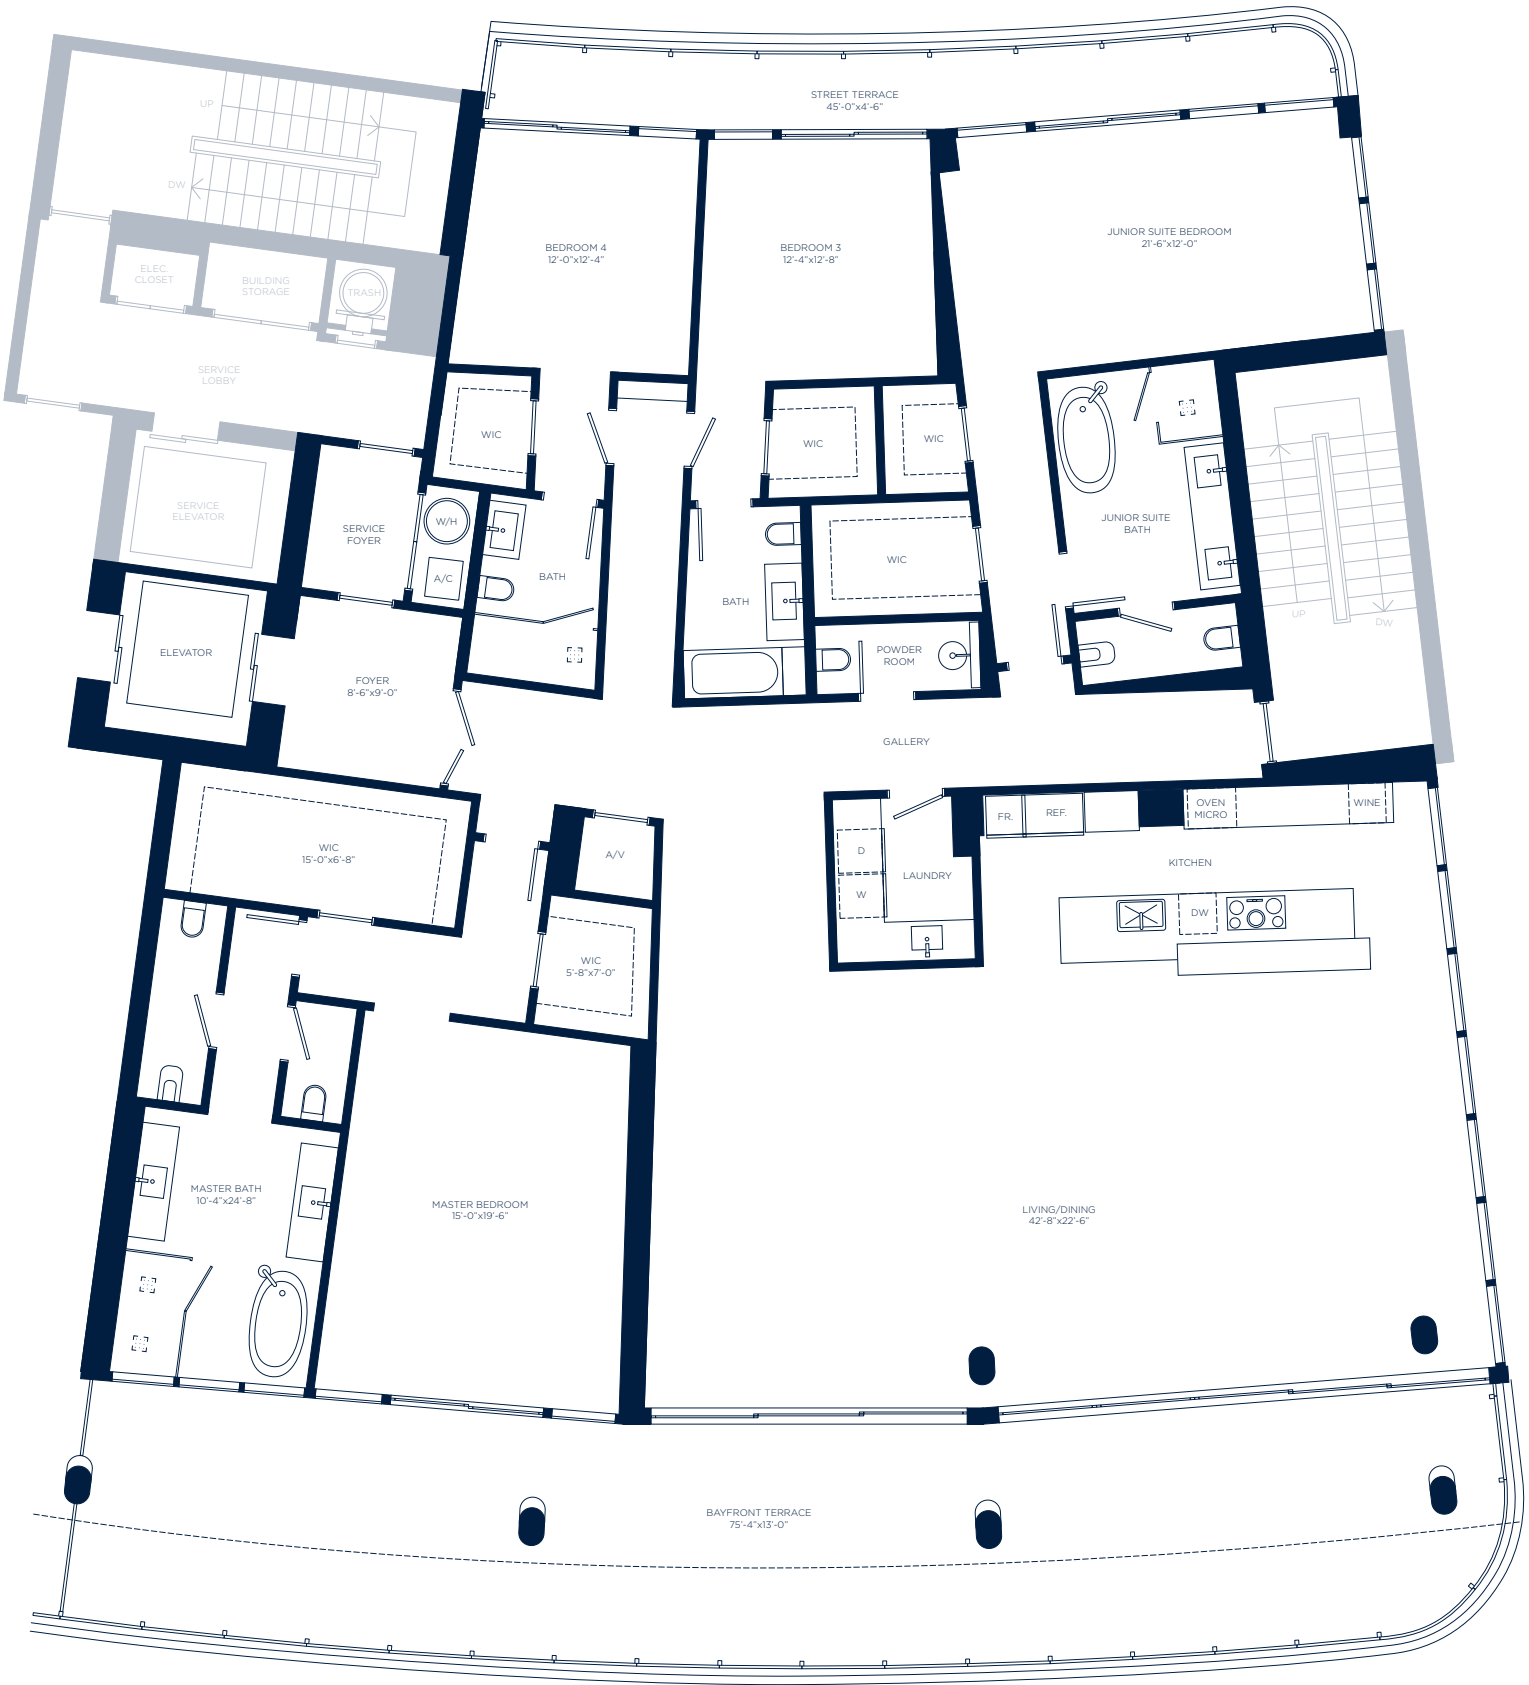 STREET TERRACE
45'-0"x4'-6"
UP
DW
BEDROOM 4
12'-0"x12'-4"
BEDROOM 3
12'-4"x12'-8"
JUNIOR SUITE BEDROOM
21'-6"x12'-0"
ELEC.
CLOSET
BUILDING
STORAGE
TRASH
SERVICE
LOBBY
WIC
WIC
WIC
SERVICE
ELEVATOR
SERVICE
FOYER
W/H
A/C
BATH
WIC
BATH
JUNIOR SUITE
BATH
UP
DW
ELEVATOR
FOYER
8'-6"x9'-0"
POWDER
ROOM
GALLERY
WIC
15'-0"x6'-8"
A/V
D
W
LAUNDRY
FR.
REF.
OVEN
MICRO
WINE
KITCHEN
DW
WIC
5'-8"x7'-0"
MASTER BATH
10'-4"x24'-8"
MASTER BEDROOM
15'-0"x19'-6"
LIVING/DINING
42'-8"x22'-6"
BAYFRONT TERRACE
75'-4"x13'-0"